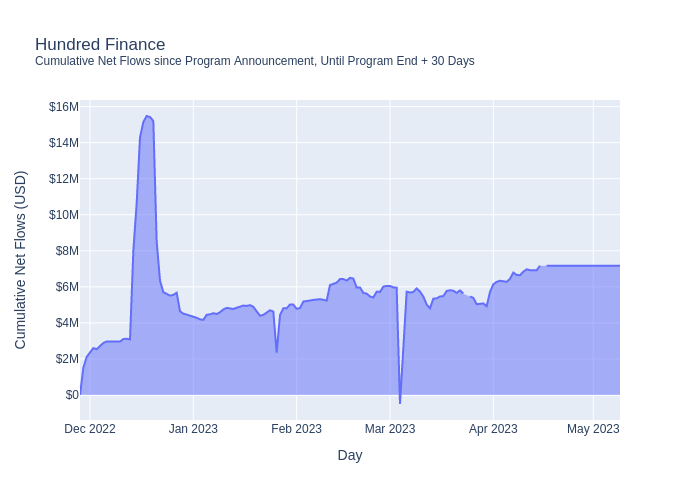 Hundred Finance
Cumulative Net Flows since Program Announcement, Until Program End + 30 Days
Cumulative Net Flows (USD)
$16M
$14M
$12M
$10M
$8M
$6M
$4M
$2M
$0
Dec 2022 Jan 2023 Feb 2023 Mar 2023 Apr 2023 May 2023
Day